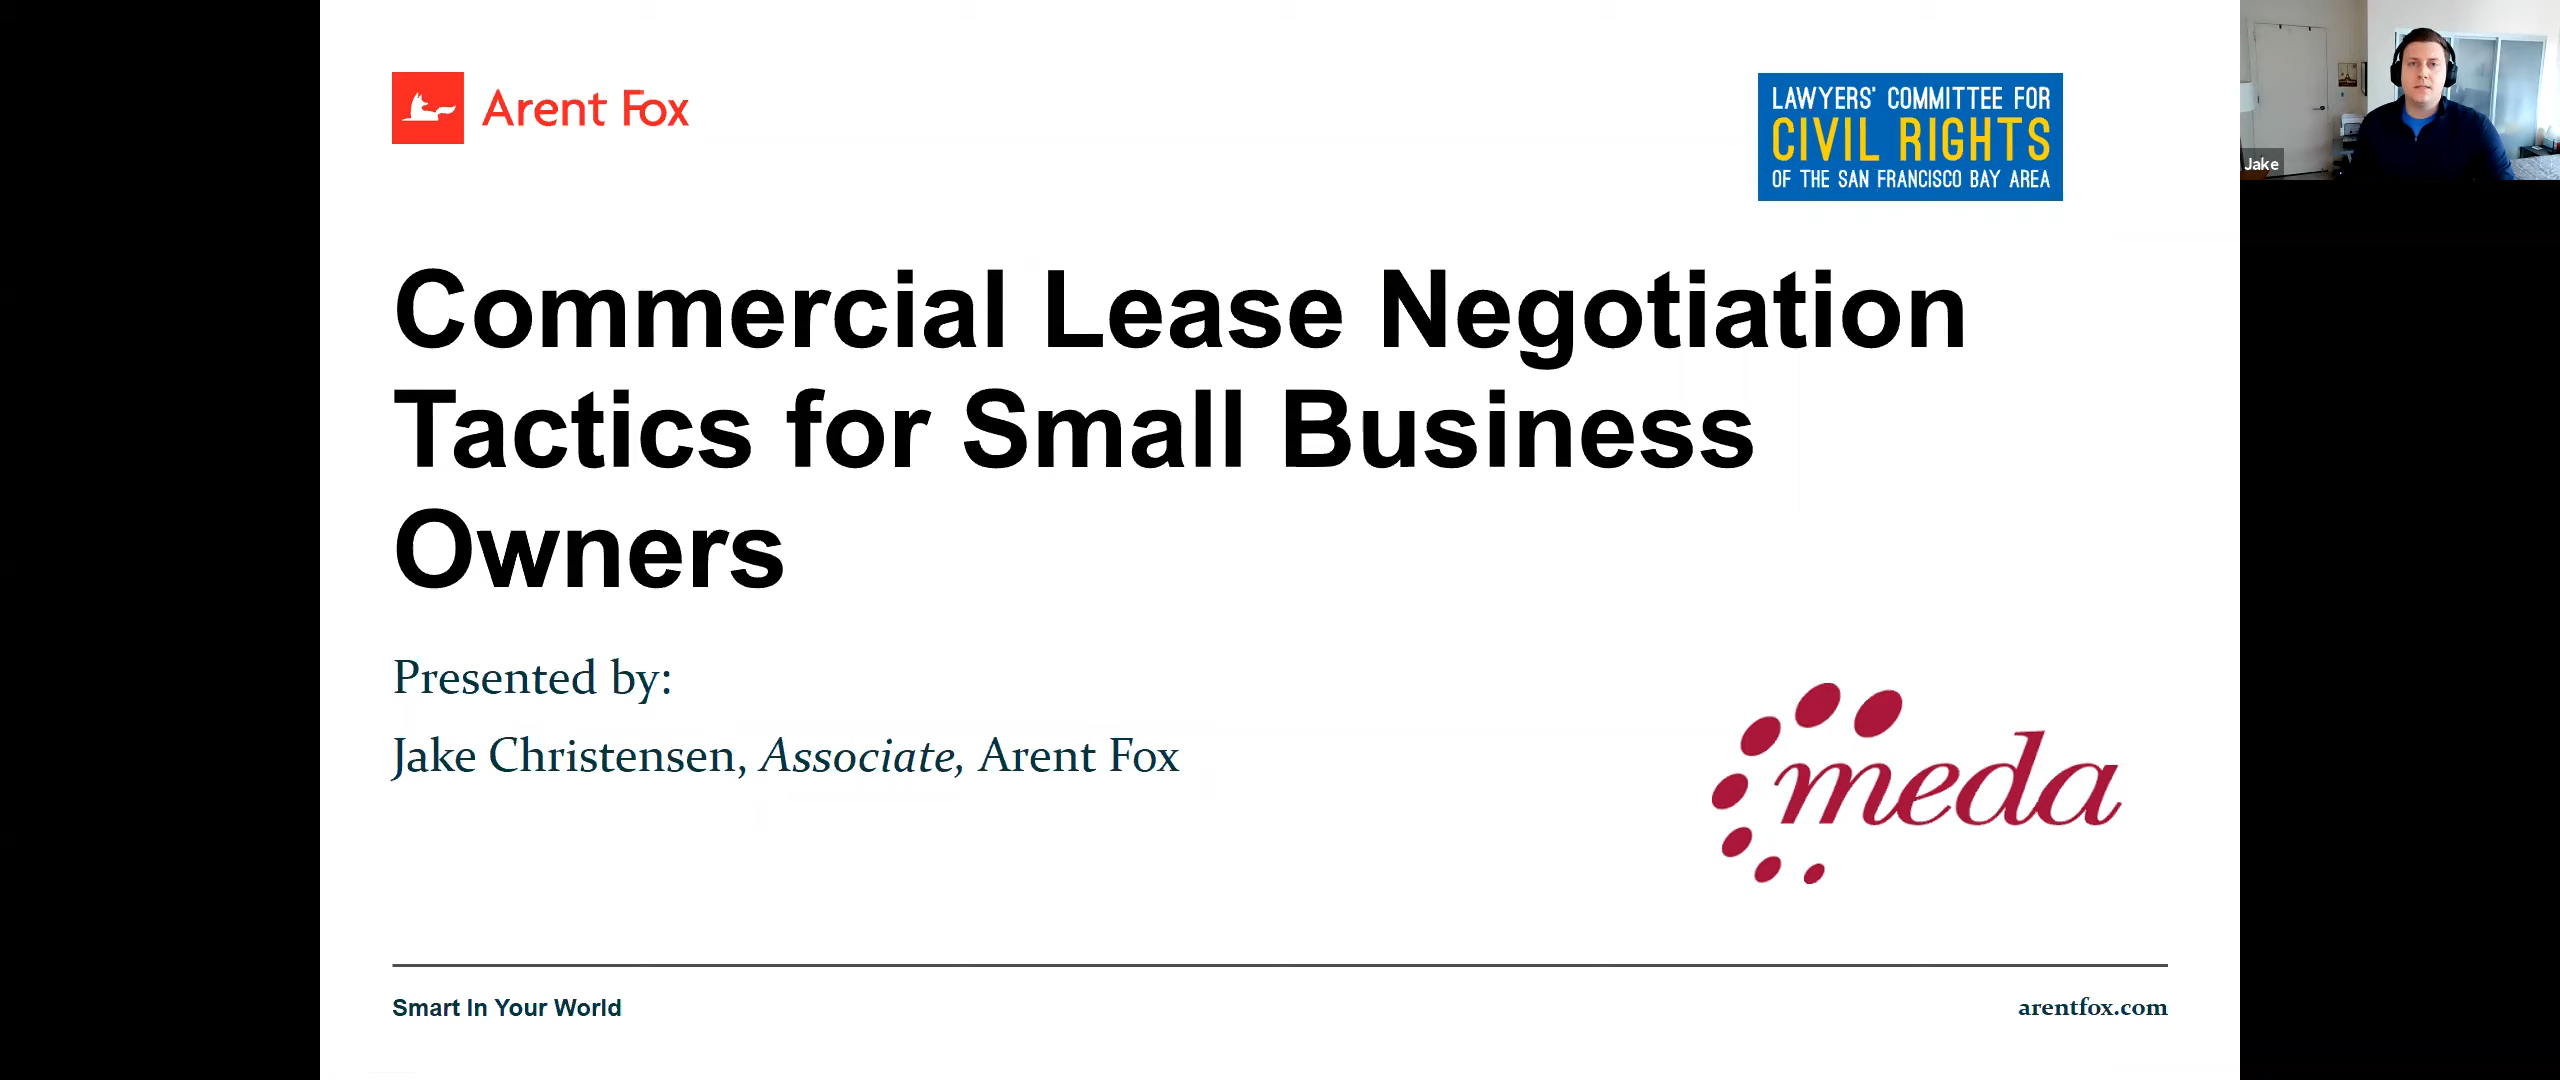 Arent Fox
LAWYERS' COMMITTEE FOR
CIVIL RIGHTS
OF THE SAN FRANCISCO BAY AREA
Jake
Commercial Lease Negotiation
Tactics for Small Business
Owners
Presented by:
Jake Christensen, Associate, Arent Fox
meda
Smart In Your World
arentfox.com